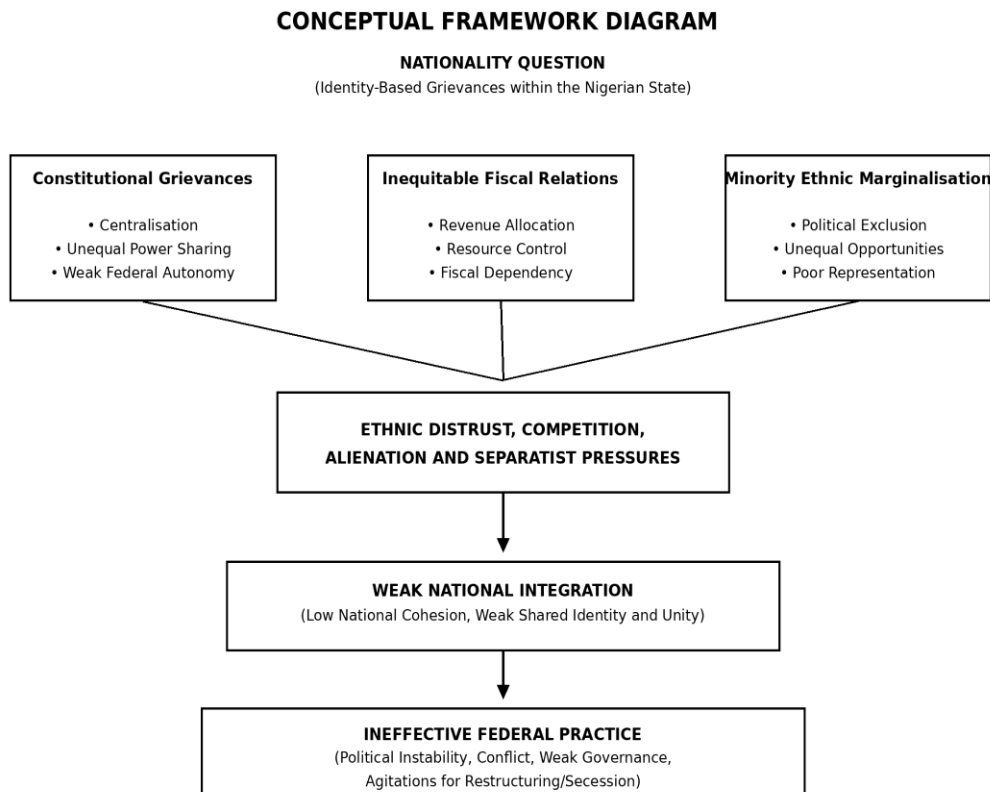 CONCEPTUAL FRAMEWORK DIAGRAM
NATIONALITY QUESTION
(Identity-Based Grievances within the Nigerian State)
Constitutional Grievances
• Centralisation
• Unequal Power Sharing
• Weak Federal Autonomy
Inequitable Fiscal Relations
• Revenue Allocation
• Resource Control
• Fiscal Dependency
Minority Ethnic Marginalisation
• Political Exclusion
• Unequal Opportunities
• Poor Representation
ETHNIC DISTRUST, COMPETITION,
ALIENATION AND SEPARATIST PRESSURES
WEAK NATIONAL INTEGRATION
(Low National Cohesion, Weak Shared Identity and Unity)
INEFFECTIVE FEDERAL PRACTICE
(Political Instability, Conflict, Weak Governance,
Agitations for Restructuring/Secession)